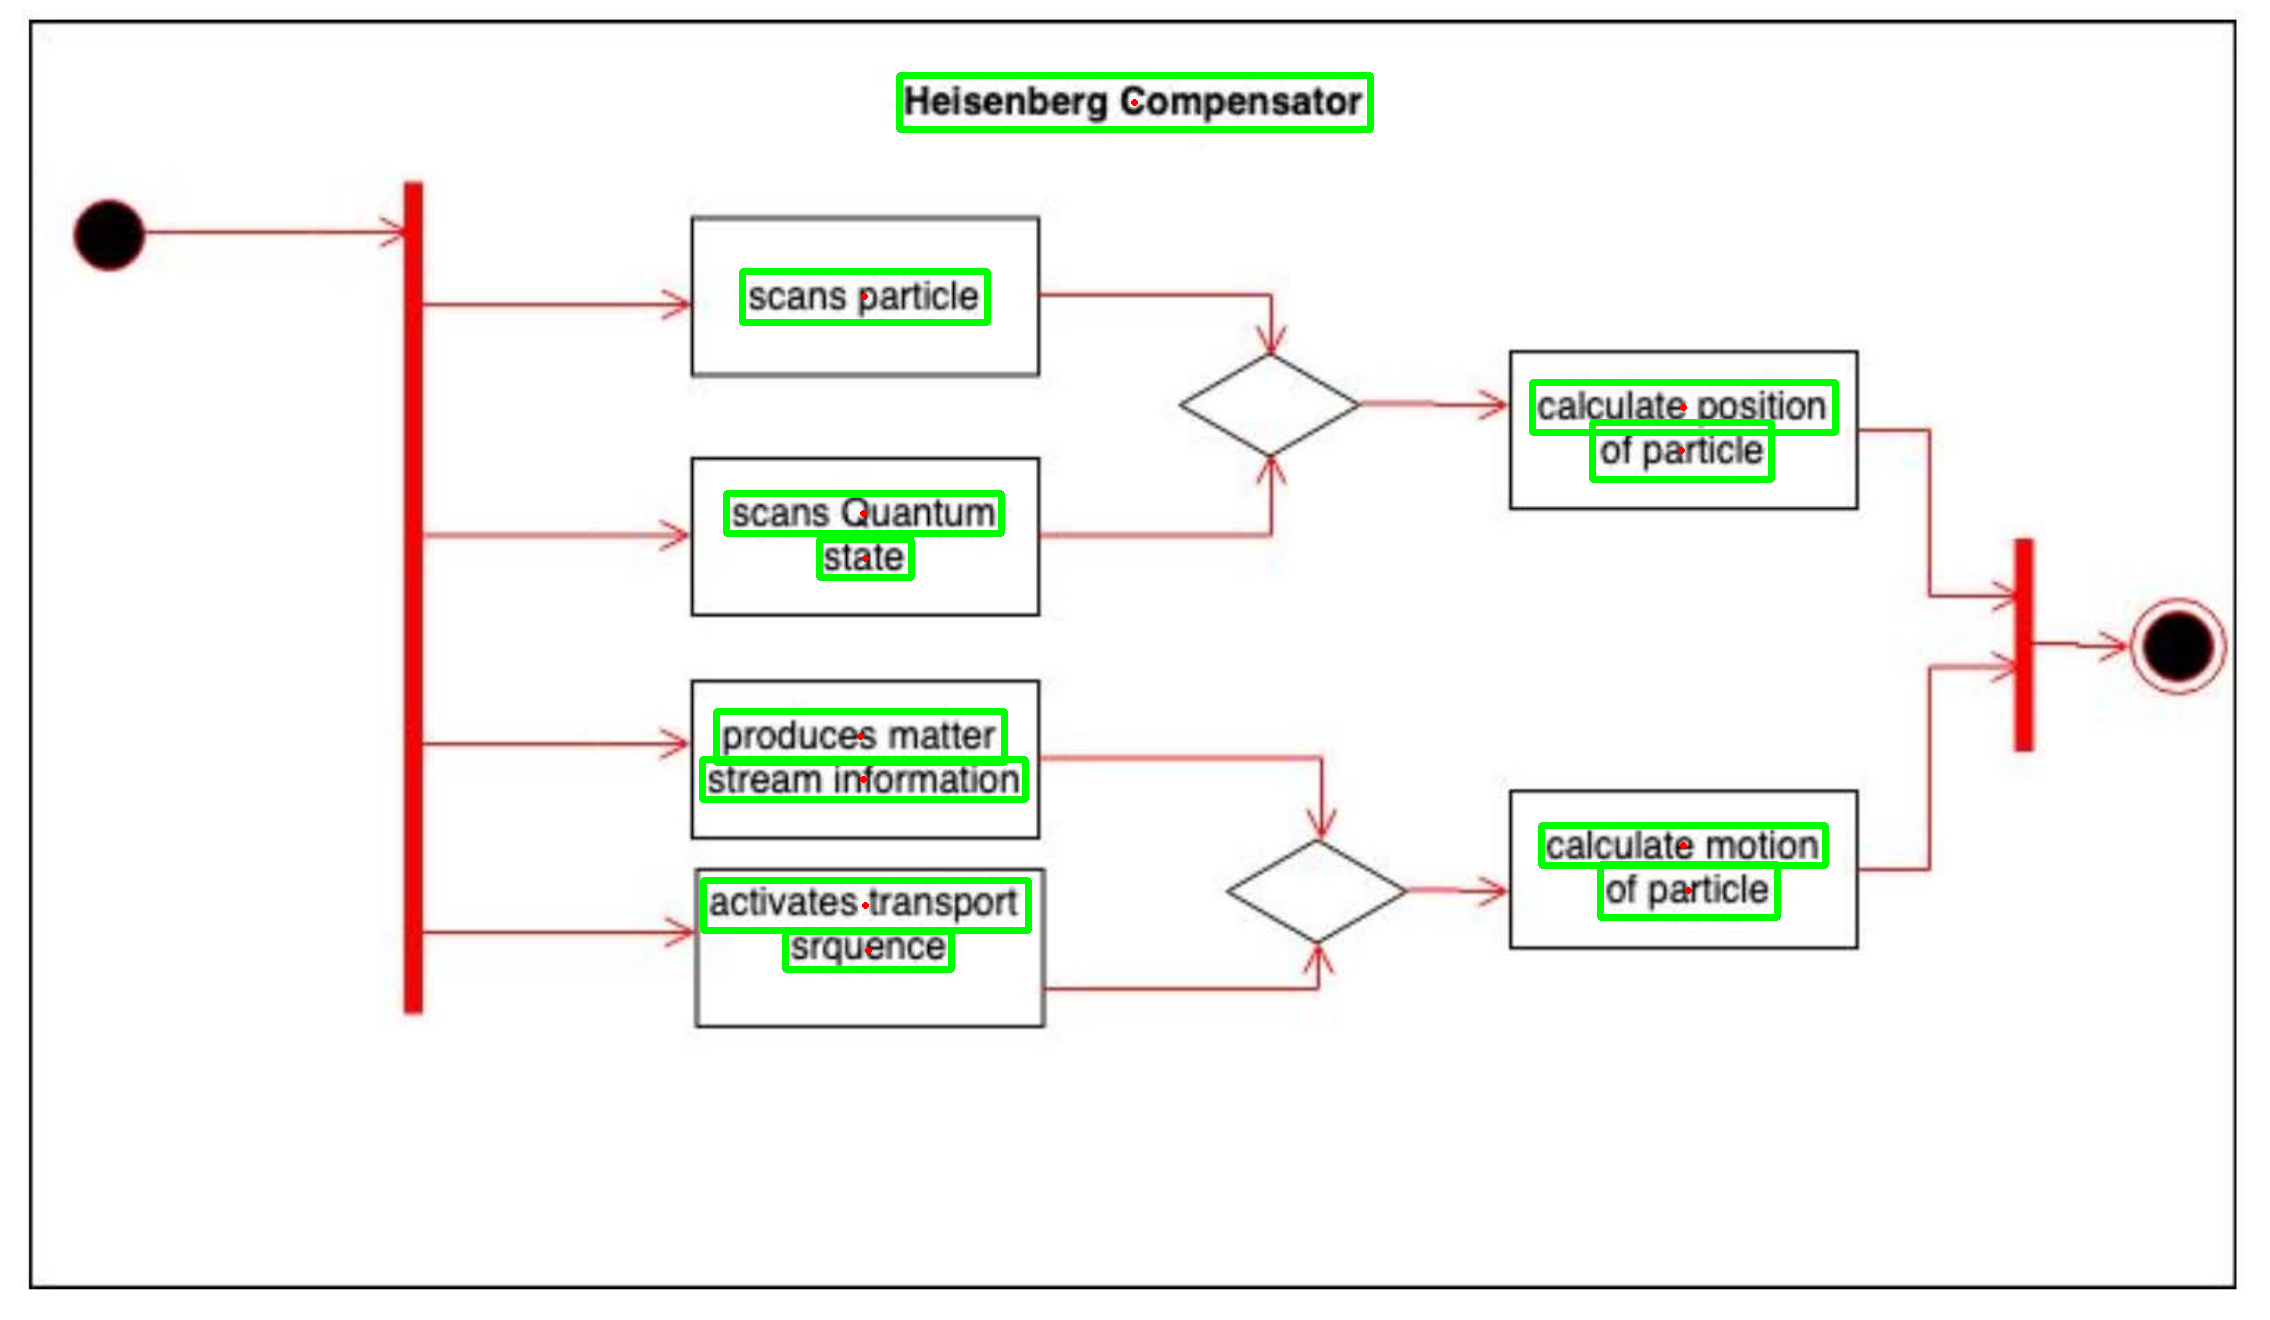 Heisenberg Compensator
scans particle
scans Quantum
state
produces matter
stream information
activates transport
srquence
calculate position
of particle
calculate motion
of particle